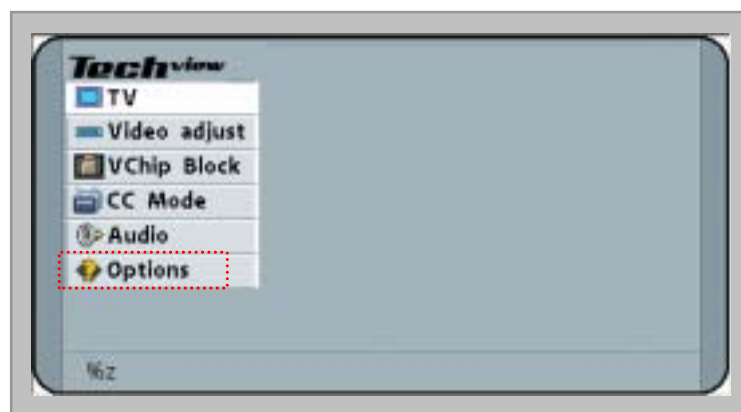 Techview
TV
Video adjust
VChip Block
CC Mode
Audio
Options
%z